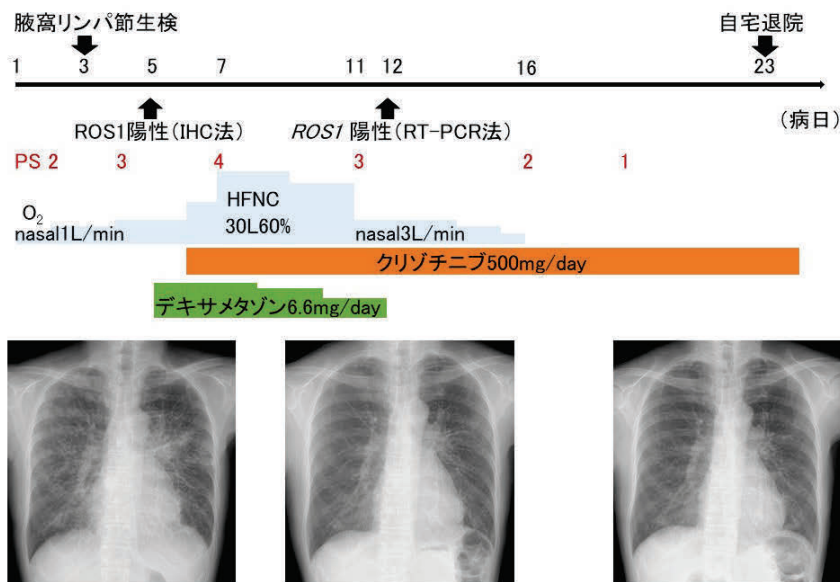 腋窩リンパ節生検
自宅退院
1 3 5 7 11 12 16 23
ROS1陽性(IHC法)
ROS1 陽性(RT-PCR法)
(病日)
PS 2 3 4 3 2 1
O2
HFNC
30L60%
nasal1L/min
nasal3L/min
クリゾチニブ500mg/day
デキサメタゾン6.6mg/day